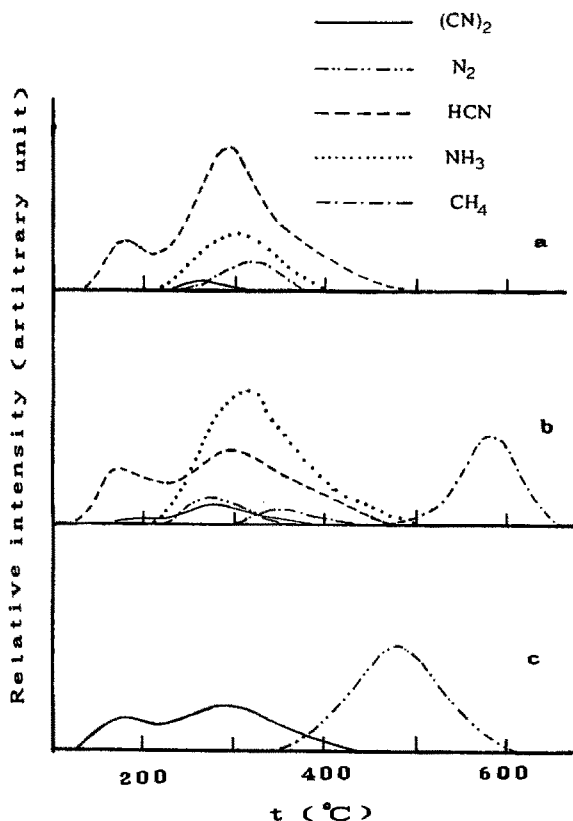 (CN)2
N2
HCN
NH3
CH4
Relative intensity (artitrary unit)
a
b
c
200
400
600
t (°C)